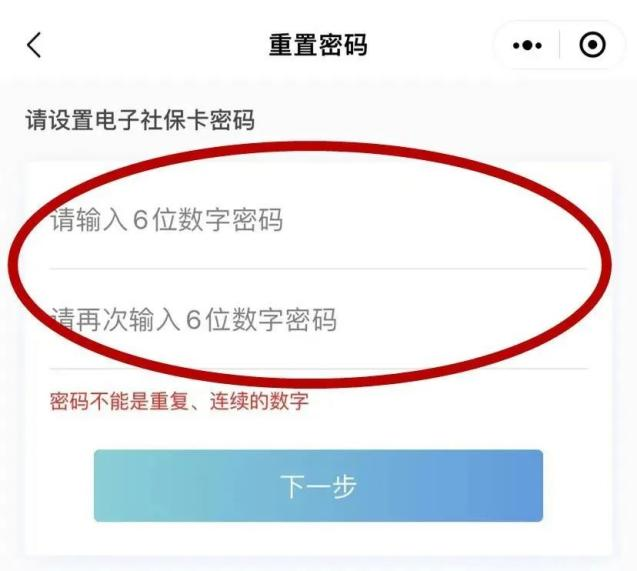 重置密码
请设置电子社保卡密码
请输入6位数字密码
请再次输入6位数字密码
密码不能是重复、连续的数字
下一步